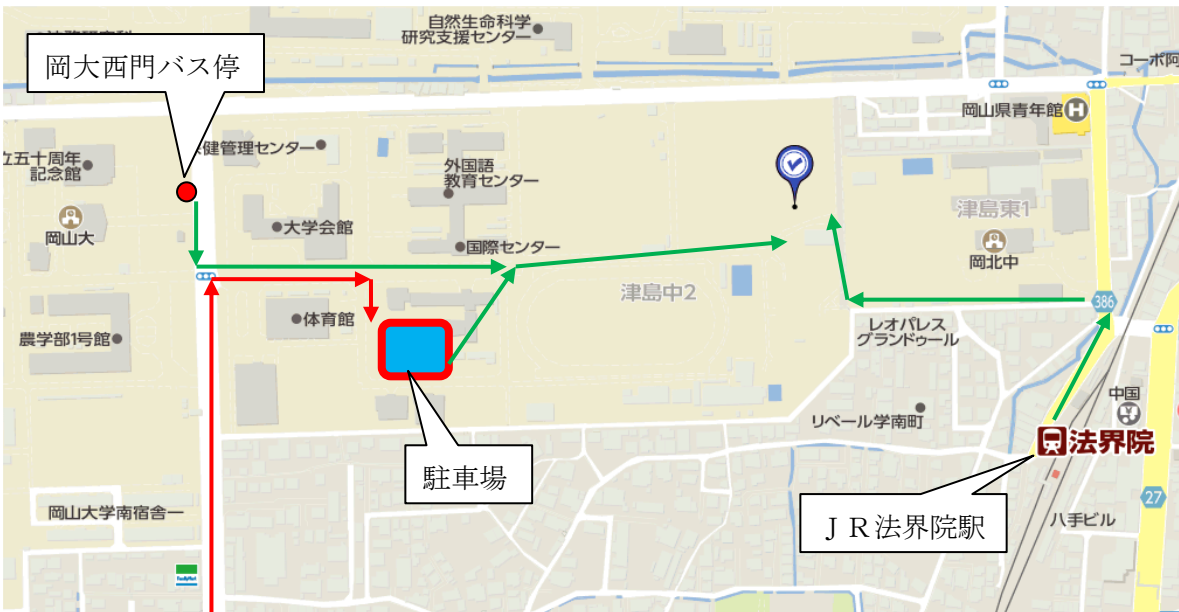 自然生命科学
研究支援センター
岡大西門バス停
コーポ阿
岡山県青年館
健管理センター
立五十周年
記念館
外国語
教育センター
津島東1
岡山大
大学会館
国際センター
岡北中
津島中2
386
体育館
農学部1号館
レオパレス
グランドゥール
中国
リベール学南町
法界院
駐車場
27
岡山大学南宿舎一
ＪＲ法界院駅
八手ビル
FamilyMart